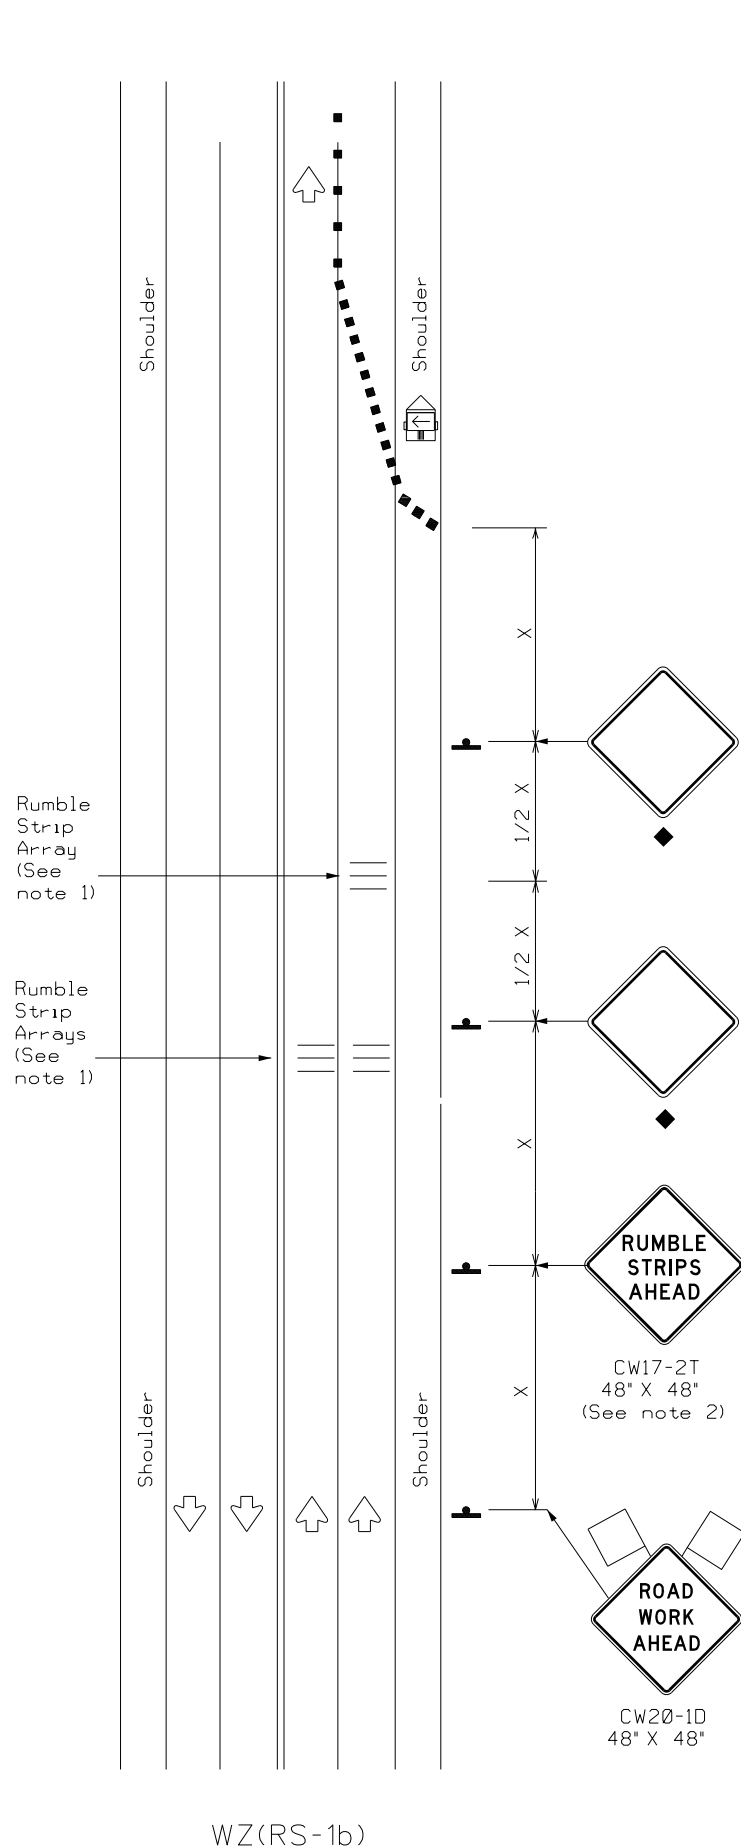 Shoulder
Shoulder
X
1/2 X
Rumble
Strip
Array
(See
note 1)
1/2 X
Rumble
Strip
Arrays
(See
note 1)
X
RUMBLE
STRIPS
AHEAD
CW17-2T
48" X 48"
(See note 2)
X
Shoulder
Shoulder
ROAD
WORK
AHEAD
CW20-1D
48" X 48"
WZ(RS-1b)